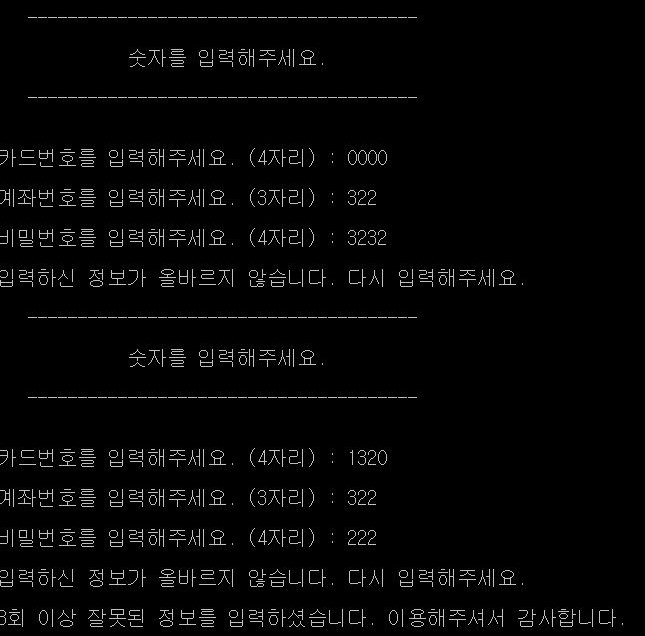 ----------------------------------------
숫자를 입력해주세요.
----------------------------------------
카드번호를 입력해주세요. (4자리) : 0000
계좌번호를 입력해주세요. (3자리) : 322
비밀번호를 입력해주세요. (4자리) : 3232
입력하신 정보가 올바르지 않습니다. 다시 입력해주세요.
----------------------------------------
숫자를 입력해주세요.
----------------------------------------
카드번호를 입력해주세요. (4자리) : 1320
계좌번호를 입력해주세요. (3자리) : 322
비밀번호를 입력해주세요. (4자리) : 222
입력하신 정보가 올바르지 않습니다. 다시 입력해주세요.
3회 이상 잘못된 정보를 입력하셨습니다. 이용해주셔서 감사합니다.